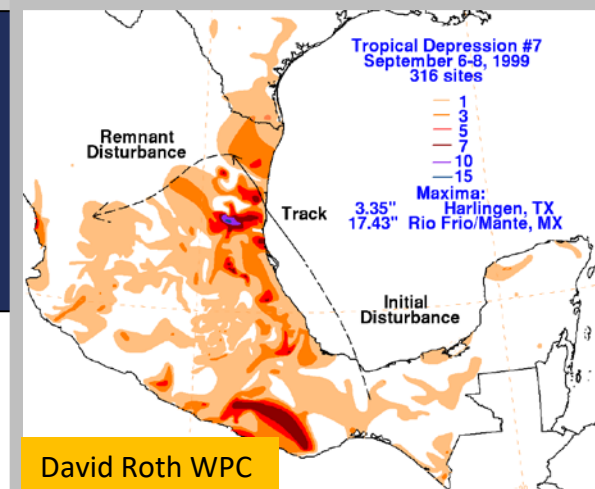 Tropical Depression #7
September 6-8, 1999
316 sites
1
3
5
7
10
15
Maxima:
3.35" Harlingen, TX
17.43" Rio Frio/Mante, MX
Remnant
Disturbance
Track
Initial
Disturbance
David Roth WPC